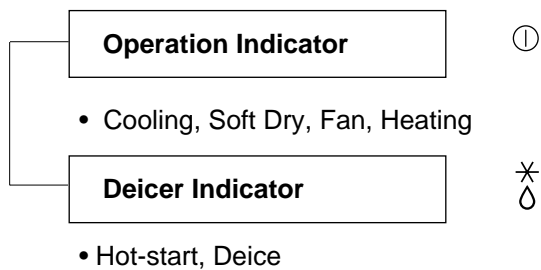 Operation Indicator
• Cooling, Soft Dry, Fan, Heating
Deicer Indicator
• Hot-start, Deice